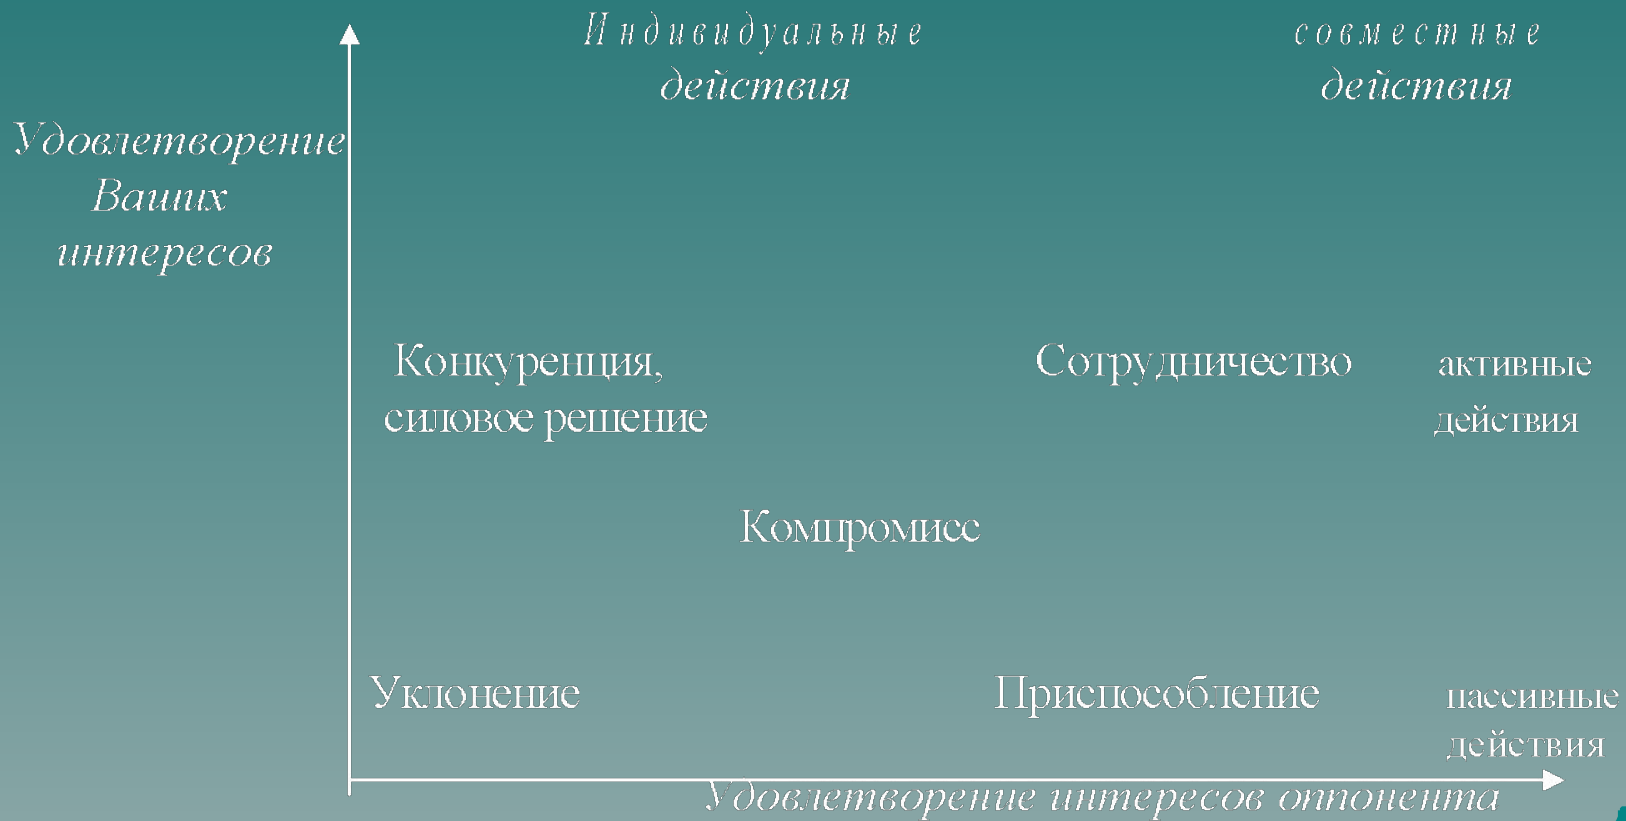 Индивидуальные
действия
совместные
действия
Удовлетворение
Ваших
интересов
Конкуренция,
силовое решение
Сотрудничество
активные
действия
Компромисс
Уклонение
Приспособление
пассивные
действия
Удовлетворение интересов оппонента